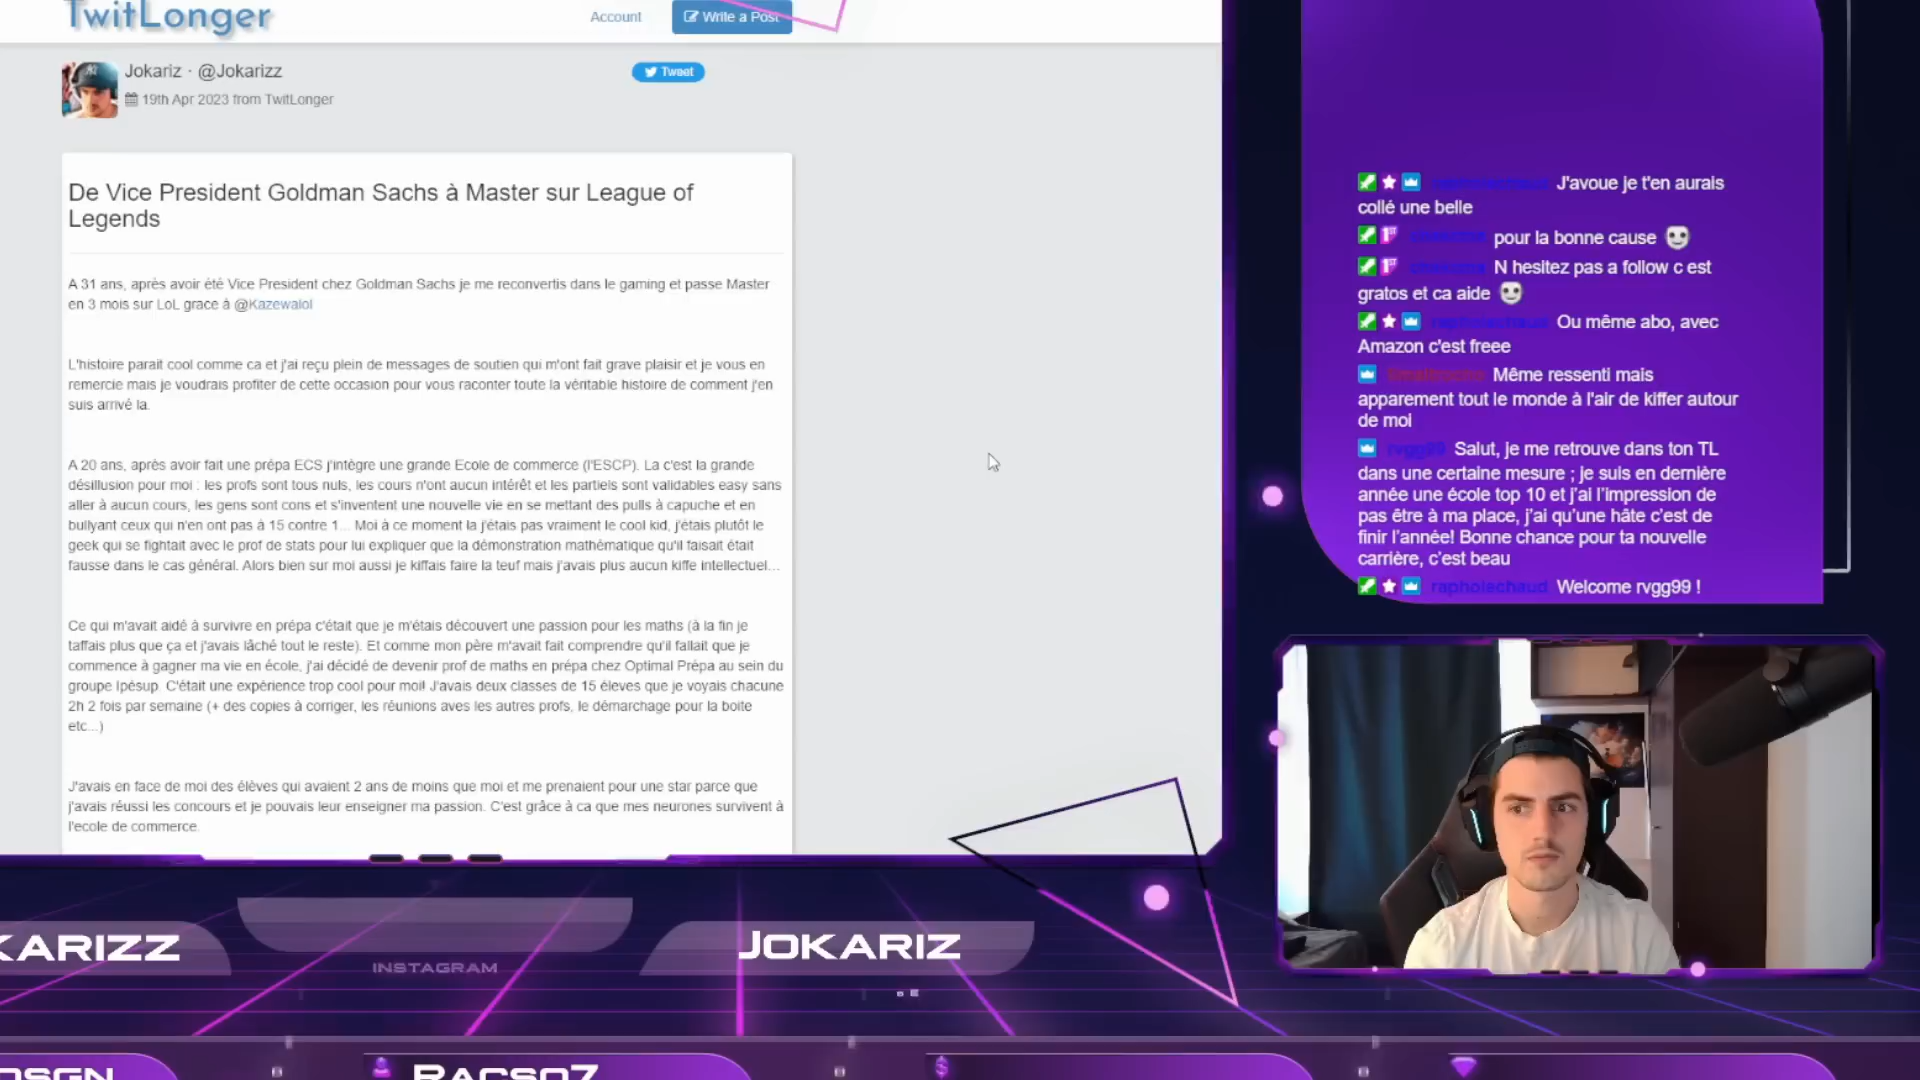 TwitLonger
Account
Write a Post
Jokariz · @Jokarizz
19th Apr 2023 from TwitLonger
Tweet
De Vice President Goldman Sachs à Master sur League of
Legends
A 31 ans, après avoir été Vice President chez Goldman Sachs je me reconvertis dans le gaming et passe Master
en 3 mois sur LoL grace à @Kazewalol
L'histoire parait cool comme ca et j'ai reçu plein de messages de soutien qui m'ont fait grave plaisir et je vous en
remercie mais je voudrais profiter de cette occasion pour vous raconter toute la véritable histoire de comment j'en
suis arrivé la.
A 20 ans, après avoir fait une prépa ECS j'intègre une grande Ecole de commerce (l'ESCP). La c'est la grande
désillusion pour moi : les profs sont tous nuls, les cours n'ont aucun intérêt et les partiels sont validables easy sans
aller à aucun cours, les gens sont cons et s'inventent une nouvelle vie en se mettant des pulls à capuche et en
bullyant ceux qui n'en ont pas à 15 contre 1... Moi à ce moment la j'étais pas vraiment le cool kid, j'étais plutôt le
geek qui se fightait avec le prof de stats pour lui expliquer que la démonstration mathématique qu'il faisait était
fausse dans le cas général. Alors bien sur moi aussi je kiffais faire la teuf mais j'avais plus aucun kiffe intellectuel...
Ce qui m'avait aidé à survivre en prépa c'était que je m'étais découvert une passion pour les maths (à la fin je
taffais plus que ça et j'avais lâché tout le reste). Et comme mon père m'avait fait comprendre qu'il fallait que je
commence à gagner ma vie en école, j'ai décidé de devenir prof de maths en prépa chez Optimal Prépa au sein du
groupe Ipésup. C'était une expérience trop cool pour moi! J'avais deux classes de 15 éleves que je voyais chacune
2h 2 fois par semaine (+ des copies à corriger, les réunions aves les autres profs, le démarchage pour la boite
etc...)
J'avais en face de moi des élèves qui avaient 2 ans de moins que moi et me prenaient pour une star parce que
j'avais réussi les concours et je pouvais leur enseigner ma passion. C'est grâce à ca que mes neurones survivent à
l'ecole de commerce.
J'avoue je t'en aurais
collé une belle
pour la bonne cause
N hesitez pas a follow c est
gratos et ca aide
Ou même abo, avec
Amazon c'est freee
Même ressenti mais
apparement tout le monde à l'air de kiffer autour
de moi
rvgg99 Salut, je me retrouve dans ton TL
dans une certaine mesure ; je suis en dernière
année une école top 10 et j'ai l'impression de
pas être à ma place, j'ai qu'une hâte c'est de
finir l'année! Bonne chance pour ta nouvelle
carrière, c'est beau
rapholachaud Welcome rvgg99 !
KARIZZ
INSTAGRAM
JOKARIZ
OSGN
RACSO7